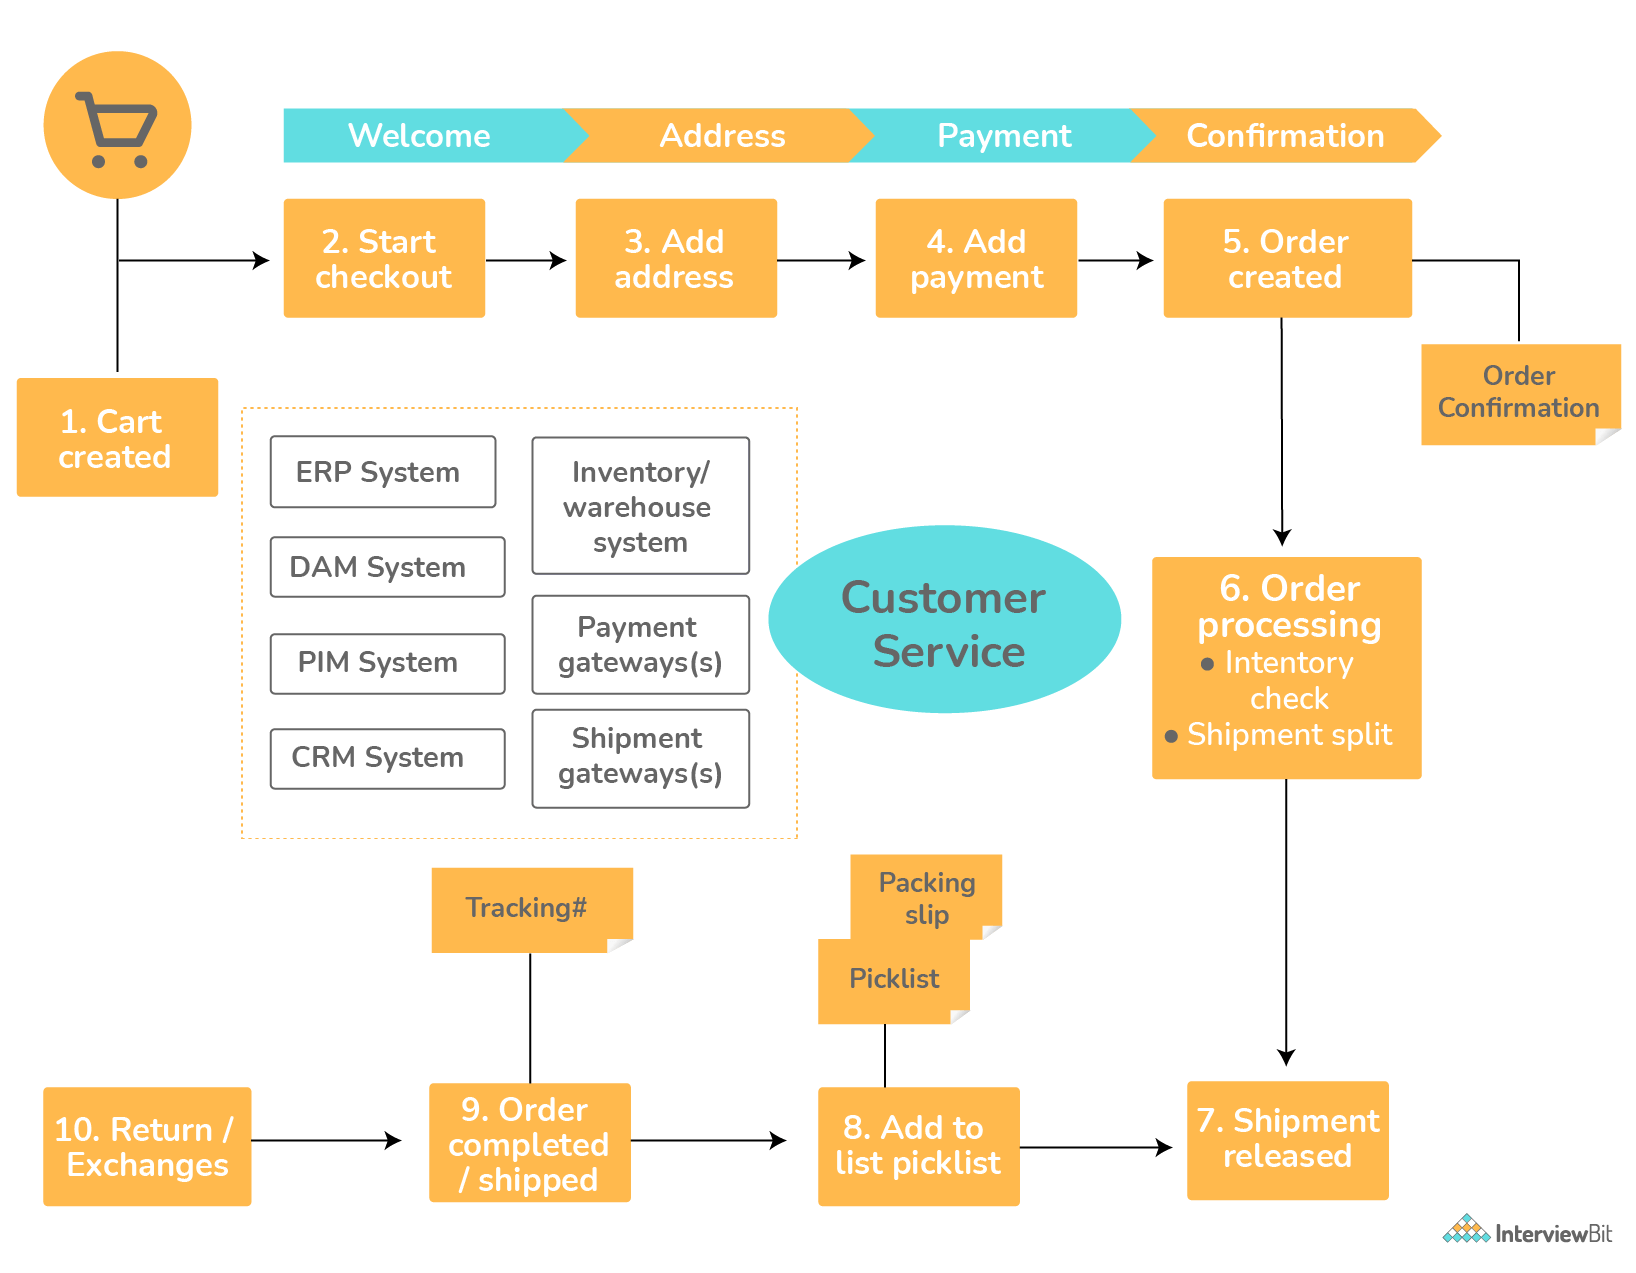 Welcome
Address
Payment
Confirmation
2. Start
checkout
3. Add
address
4. Add
payment
5. Order
created
Order
Confirmation
1. Cart
created
ERP System
DAM System
PIM System
CRM System
Inventory/
warehouse
system
Payment
gateways(s)
Shipment
gateways(s)
Customer
Service
6. Order
processing
• Intentory
check
• Shipment split
Tracking#
Packing
slip
Picklist
10. Return /
Exchanges
9. Order
completed
/ shipped
8. Add to
list picklist
7. Shipment
released
InterviewBit